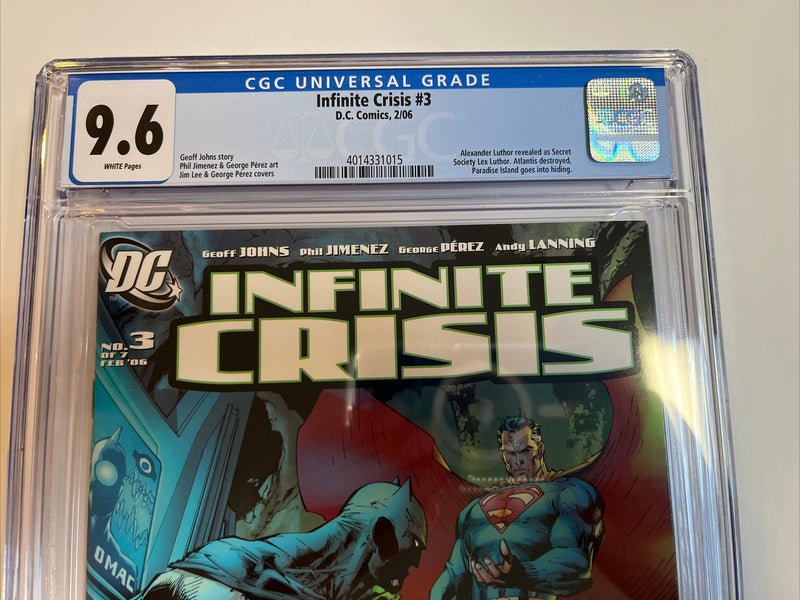 CGC UNIVERSAL GRADE
9.6
WHITE Pages
Infinite Crisis #3
D.C. Comics, 2/06
Geoff Johns story
Phil Jimenez & George Pérez art
Jim Lee & George Pérez covers
4014331015
Alexander Luthor revealed as Secret
Society Lex Luthor. Atlantis destroyed,
Paradise Island goes into hiding.
CGC
CGC
GEOFF JOHNS PHIL JIMENEZ GEORGE PÉREZ ANDY LANNING
DC
TM
INFINITE
CRISIS
NO.3
OF 7
FEB '06
OMAC
S